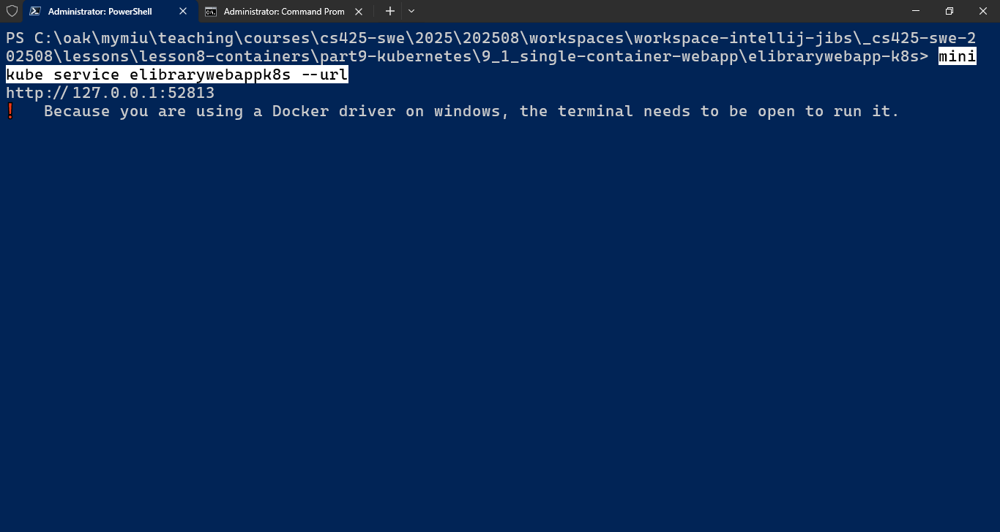 Administrator: PowerShell
Administrator: Command Prom
PS C:\oak\mymiu\teaching\courses\cs425-swe\2025\202508\workspaces\workspace-intellij-jibs\_cs425-swe-2
02508\lessons\lesson8-containers\part9-kubernetes\9_1_single-container-webapp\elibrarywebapp-k8s> mini
kube service elibrarywebappk8s --url
http://127.0.0.1:52813
! Because you are using a Docker driver on windows, the terminal needs to be open to run it.